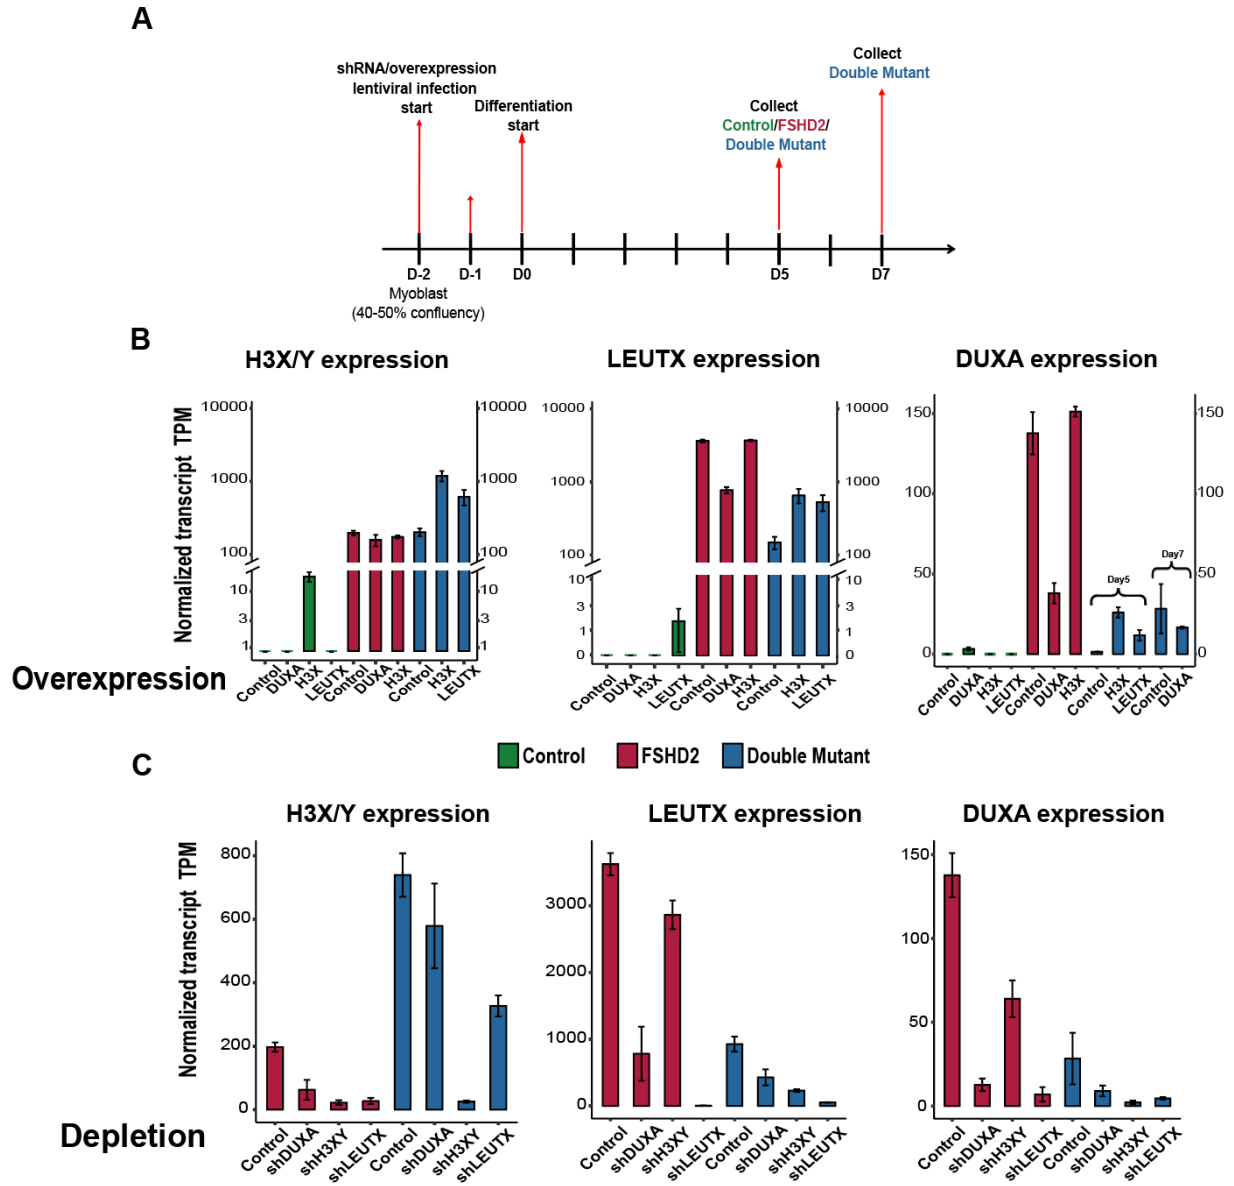 A
shRNA/overexpression
lentiviral infection
start
Differentiation
start
Collect
Control/FSHD2/
Double Mutant
Collect
Double Mutant
D-2
D-1
D0
D5
D7
Myoblast
(40-50% confluency)
B
H3X/Y expression
LEUTX expression
DUXA expression
Normalized transcript TPM
10000
1000
100
10
3
1
10000
1000
100
10
3
1
Control
DUXA
H3X
LEUTX
Control
DUXA
H3X
Control
H3X
LEUTX
10000
1000
100
10
3
1
0
10000
1000
100
10
3
1
0
Control
DUXA
H3X
LEUTX
Control
DUXA
H3X
Control
H3X
LEUTX
150
100
50
0
150
100
50
0
Day5
Day7
Control
DUXA
H3X
LEUTX
Control
DUXA
H3X
Control
H3X
LEUTX
Control
DUXA
Overexpression
Control
FSHD2
Double Mutant
C
H3X/Y expression
LEUTX expression
DUXA expression
Normalized transcript TPM
800
600
400
200
0
Control
shDUXA
shH3XY
shLEUTX
Control
shDUXA
shH3XY
shLEUTX
3000
2000
1000
0
Control
shDUXA
shH3XY
shLEUTX
Control
shDUXA
shH3XY
shLEUTX
150
100
50
0
Control
shDUXA
shH3XY
shLEUTX
Control
shDUXA
shH3XY
shLEUTX
Depletion